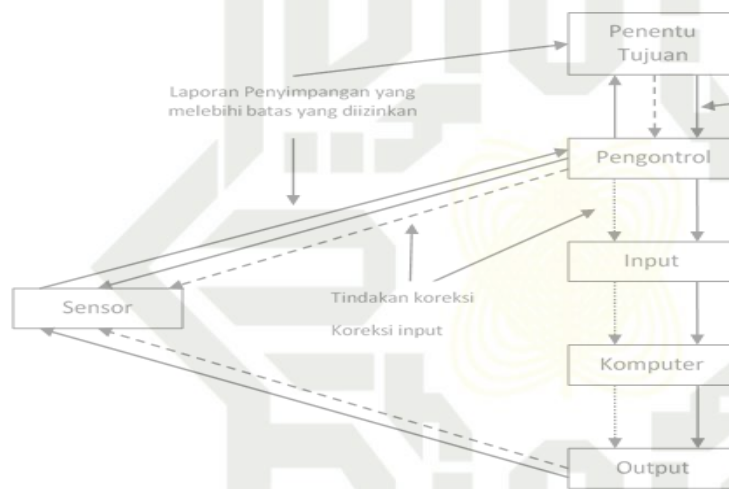 Penentu
Tujuan
Laporan Penyimpangan yang
melebihi batas yang diizinkan
Pengontrol
Input
Sensor
Tindakan koreksi
Koreksi input
Komputer
Output